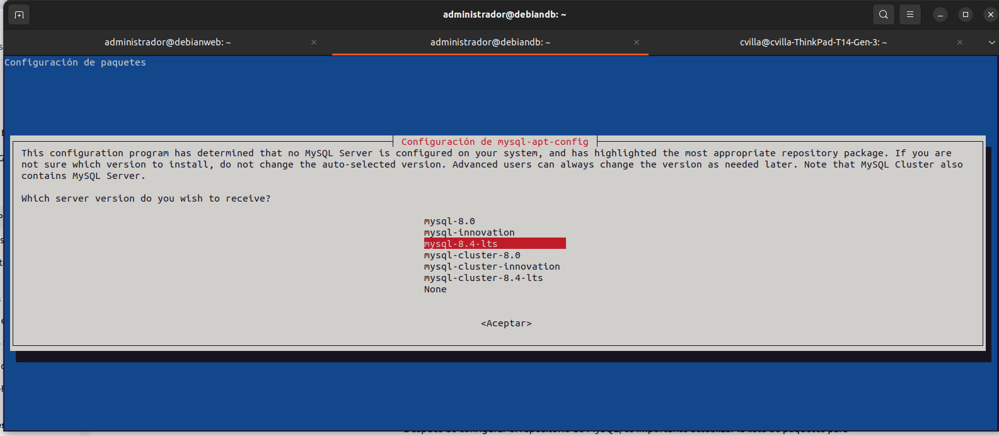 administrador@debiandb: ~
administrador@debianweb: ~
administrador@debiandb: ~
cvilla@cvilla-ThinkPad-T14-Gen-3: ~
Configuración de paquetes
Configuración de mysql-apt-config
This configuration program has determined that no MySQL Server is configured on your system, and has highlighted the most appropriate repository package. If you are
not sure which version to install, do not change the auto-selected version. Advanced users can always change the version as needed later. Note that MySQL Cluster also
contains MySQL Server.
Which server version do you wish to receive?
mysql-8.0
mysql-innovation
mysql-8.4-lts
mysql-cluster-8.0
mysql-cluster-innovation
mysql-cluster-8.4-lts
None
<Aceptar>